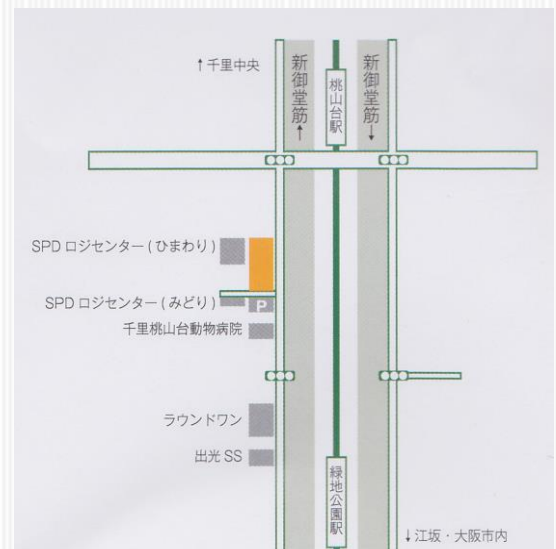 ↑千里中央
新御堂筋↑
桃山台駅
新御堂筋↓
SPD ロジセンター(ひまわり)
SPD ロジセンター(みどり)
P
千里桃山台動物病院
ラウンドワン
出光 SS
緑地公園駅
↓江坂・大阪市内